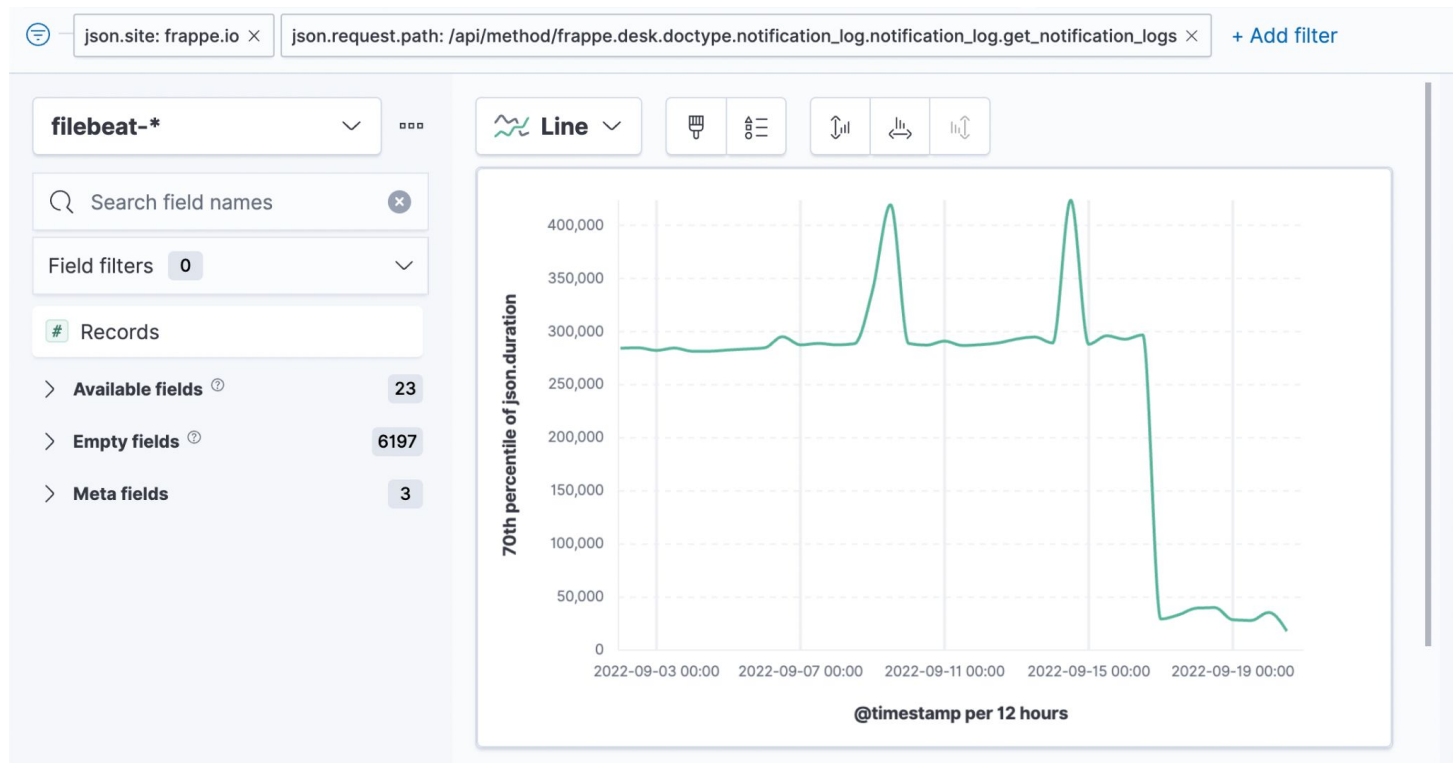 json.site: frappe.io ×
json.request.path: /api/method/frappe.desk.doctype.notification_log.notification_log.get_notification_logs ×
+ Add filter
filebeat-*
Line
Search field names
Field filters 0
# Records
Available fields 23
Empty fields 6197
Meta fields 3
70th percentile of json.duration
400,000
350,000
300,000
250,000
200,000
150,000
100,000
50,000
0
2022-09-03 00:00 2022-09-07 00:00 2022-09-11 00:00 2022-09-15 00:00 2022-09-19 00:00
@timestamp per 12 hours